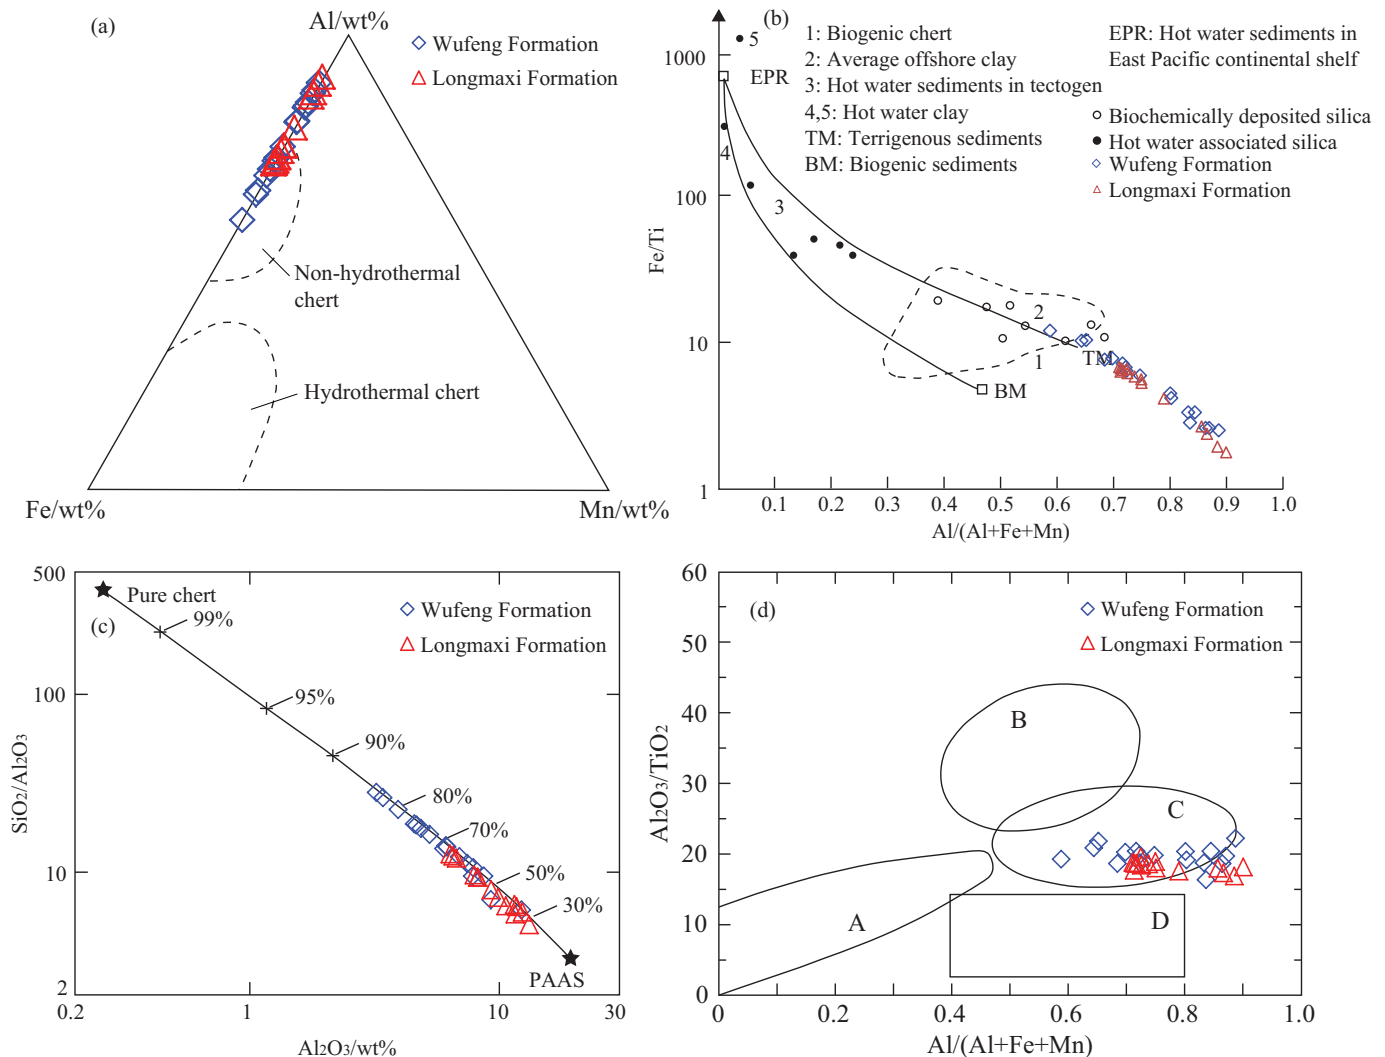 (a)
Al/wt%
Wufeng Formation
Longmaxi Formation
Non-hydrothermal
chert
Hydrothermal chert
Fe/wt%
Mn/wt%
(b)
1: Biogenic chert
2: Average offshore clay
3: Hot water sediments in tectogen
4,5: Hot water clay
TM: Terrigenous sediments
BM: Biogenic sediments
EPR: Hot water sediments in
East Pacific continental shelf
Biochemically deposited silica
Hot water associated silica
Wufeng Formation
Longmaxi Formation
1000
100
10
1
Fe/Ti
5
EPR
4
3
2
1
TM
BM
0.1 0.2 0.3 0.4 0.5 0.6 0.7 0.8 0.9 1.0
Al/(Al+Fe+Mn)
500
100
10
2
SiO₂/Al₂O₃
Pure chert
(c)
99%
95%
90%
80%
70%
50%
30%
PAAS
Wufeng Formation
Longmaxi Formation
0.2 1 10 30
Al₂O₃/wt%
60
50
40
30
20
10
0
Al₂O₃/TiO₂
(d)
Wufeng Formation
Longmaxi Formation
B
C
A
D
0 0.2 0.4 0.6 0.8 1.0
Al/(Al+Fe+Mn)